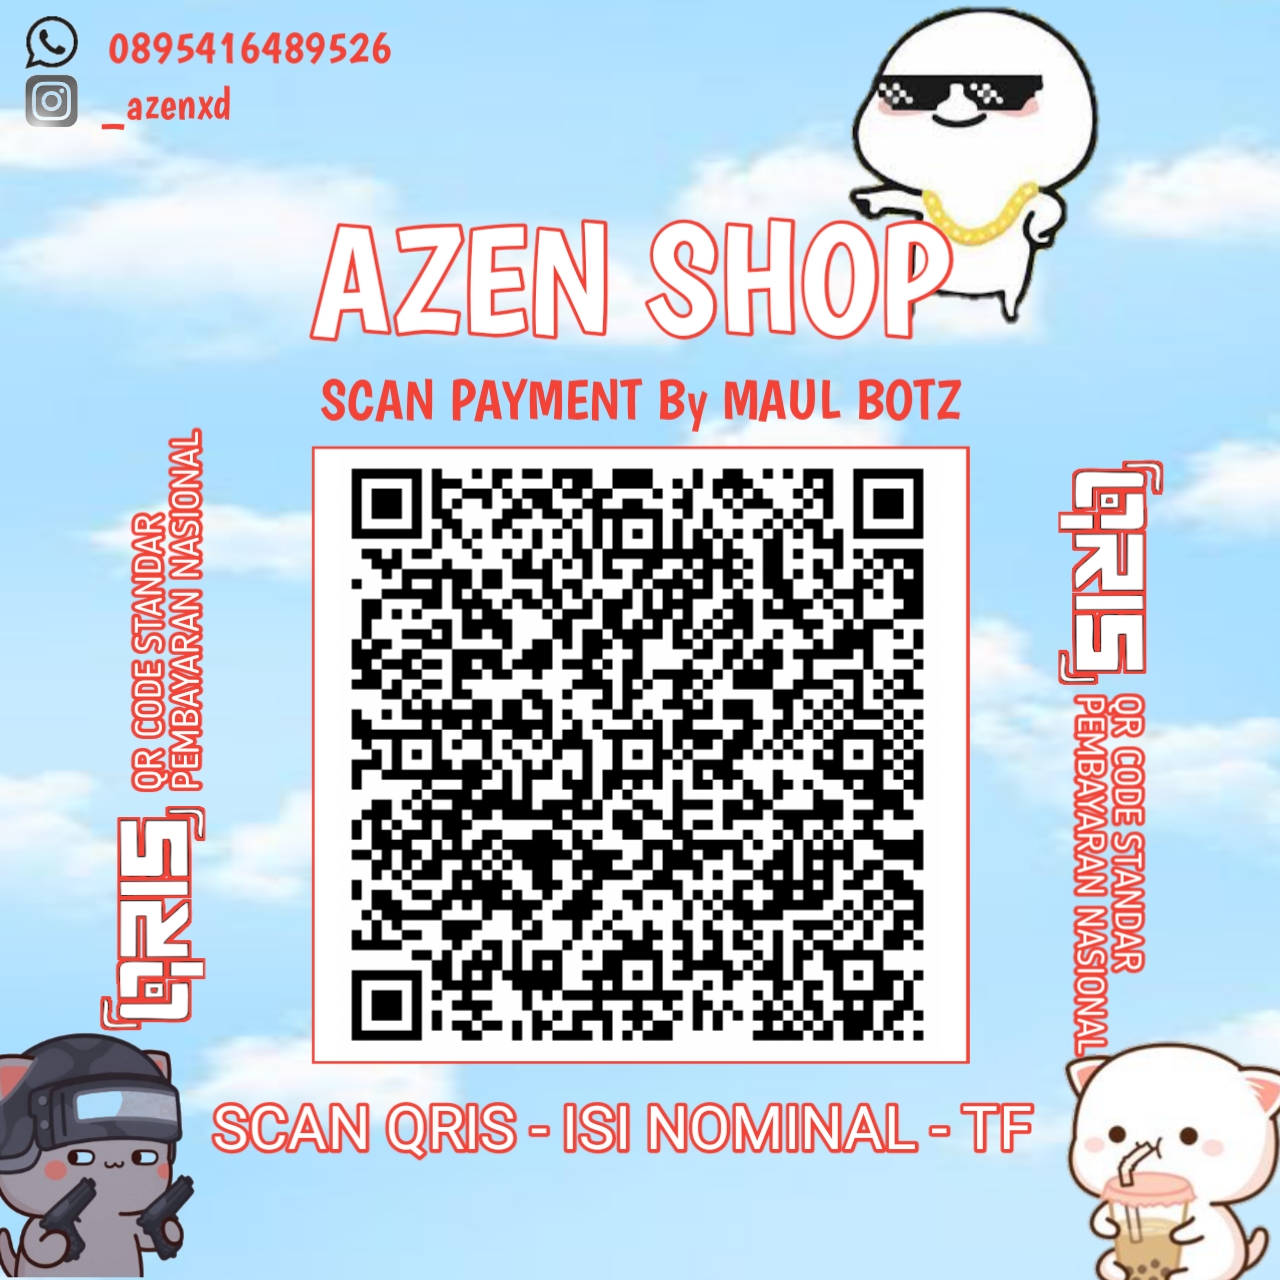 0895416489526
_azenxd
AZEN SHOP
SCAN PAYMENT By MAUL BOTZ
QRIS
QR CODE STANDAR
PEMBAYARAN NASIONAL
QRIS
QR CODE STANDAR
PEMBAYARAN NASIONAL
SCAN QRIS - ISI NOMINAL - TF